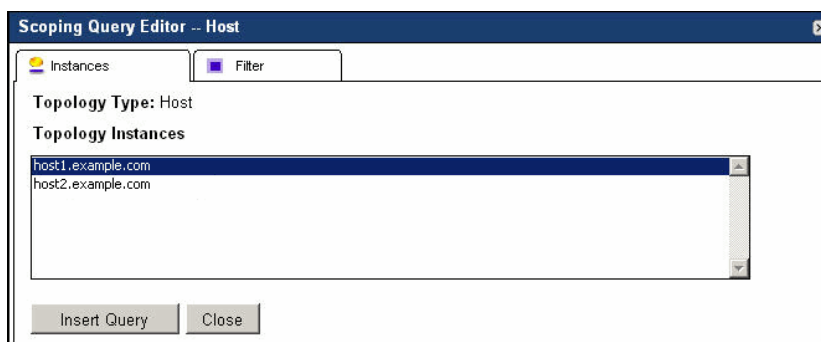 Scoping Query Editor -- Host
Instances
Filter
Topology Type: Host
Topology Instances
host1.example.com
host2.example.com
Insert Query
Close